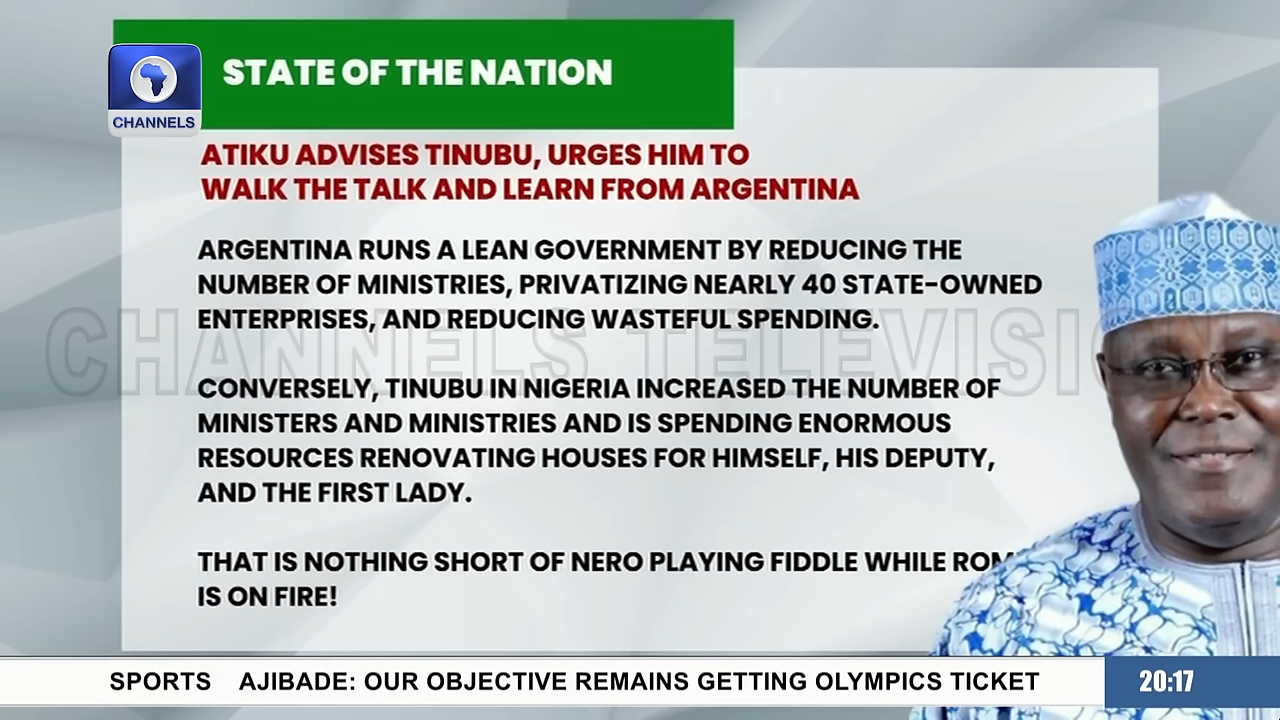 STATE OF THE NATION
CHANNELS
ATIKU ADVISES TINUBU, URGES HIM TO
WALK THE TALK AND LEARN FROM ARGENTINA
ARGENTINA RUNS A LEAN GOVERNMENT BY REDUCING THE
NUMBER OF MINISTRIES, PRIVATIZING NEARLY 40 STATE-OWNED
ENTERPRISES, AND REDUCING WASTEFUL SPENDING.
CHANNELS TELEVISI
CONVERSELY, TINUBU IN NIGERIA INCREASED THE NUMBER OF
MINISTERS AND MINISTRIES AND IS SPENDING ENORMOUS
RESOURCES RENOVATING HOUSES FOR HIMSELF, HIS DEPUTY,
AND THE FIRST LADY.
THAT IS NOTHING SHORT OF NERO PLAYING FIDDLE WHILE ROM
IS ON FIRE!
SPORTS AJIBADE: OUR OBJECTIVE REMAINS GETTING OLYMPICS TICKET
20:17